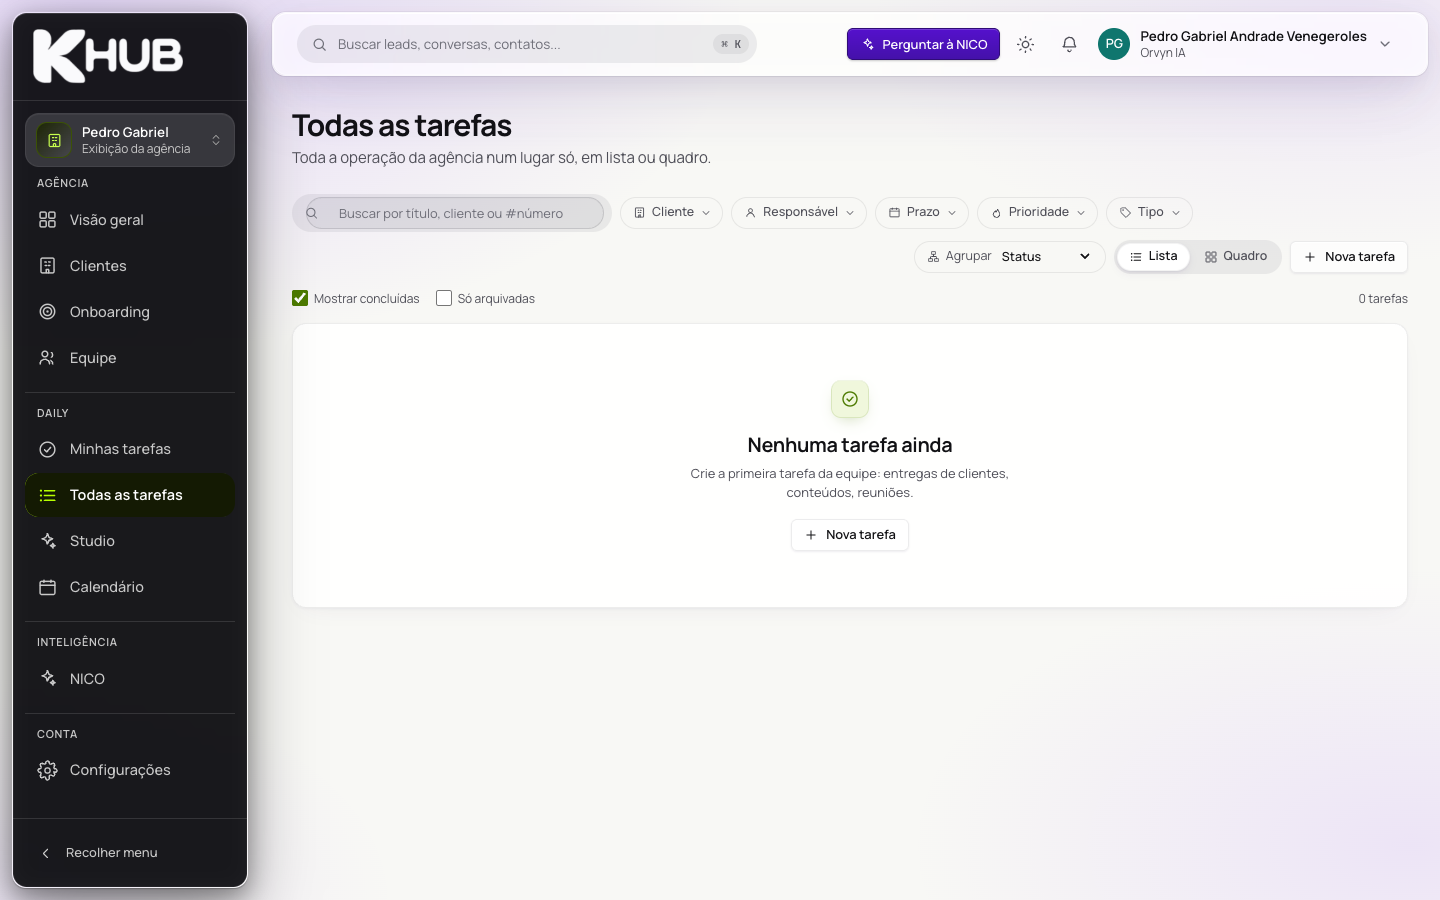 KHUB
Pedro Gabriel
Exibição da agência
AGÊNCIA
Visão geral
Clientes
Onboarding
Equipe
DAILY
Minhas tarefas
Todas as tarefas
Studio
Calendário
INTELIGÊNCIA
NICO
CONTA
Configurações
Recolher menu
Buscar leads, conversas, contatos... ⌘ K
Perguntar à NICO
PG
Pedro Gabriel Andrade Venegeroles
Orvyn IA
Todas as tarefas
Toda a operação da agência num lugar só, em lista ou quadro.
Buscar por título, cliente ou #número
Cliente
Responsável
Prazo
Prioridade
Tipo
Agrupar Status
Lista
Quadro
Nova tarefa
Mostrar concluídas
Só arquivadas
0 tarefas
Nenhuma tarefa ainda
Crie a primeira tarefa da equipe: entregas de clientes,
conteúdos, reuniões.
Nova tarefa